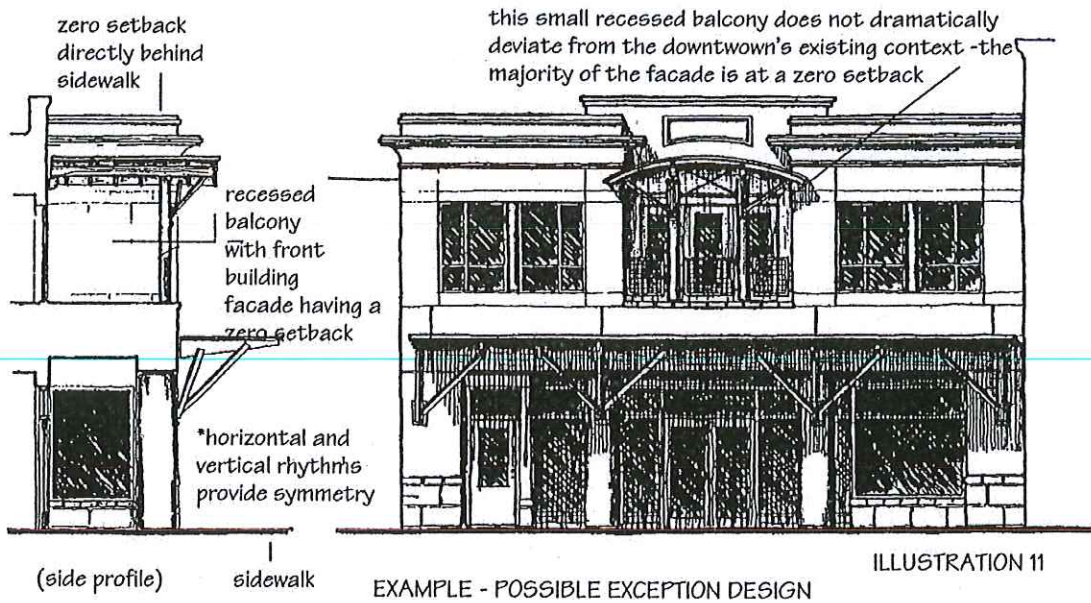 zero setback
directly behind
sidewalk
this small recessed balcony does not dramatically
deviate from the downtwown's existing context -the
majority of the facade is at a zero setback
recessed
balcony
with front
building
facade having a
zero setback
*horizontal and
vertical rhythms
provide symmetry
(side profile)
sidewalk
EXAMPLE - POSSIBLE EXCEPTION DESIGN
ILLUSTRATION 11